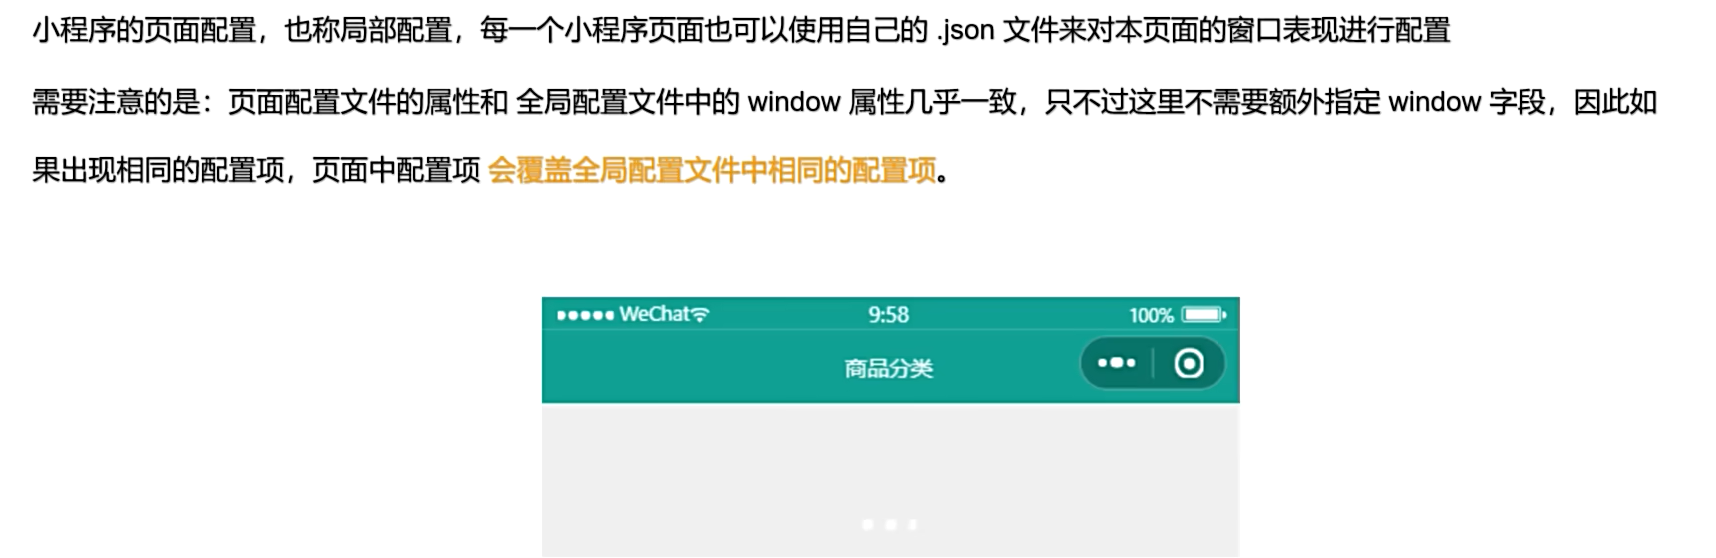 小程序的页面配置，也称局部配置，每一个小程序页面也可以使用自己的 .json 文件来对本页面的窗口表现进行配置
需要注意的是：页面配置文件的属性和 全局配置文件中的 window 属性几乎一致，只不过这里不需要额外指定 window 字段，因此如
果出现相同的配置项，页面中配置项 会覆盖全局配置文件中相同的配置项。
WeChat 9:58 100%
商品分类